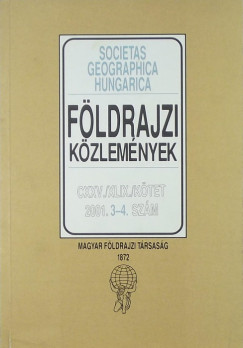 SOCIETAS
GEOGRAPHICA
HUNGARICA
FÖLDRAJZI
KÖZLEMÉNYEK
CXXV./XLIX./KÖTET
2001. 3-4. SZÁM
MAGYAR FÖLDRAJZI TÁRSASÁG
1872